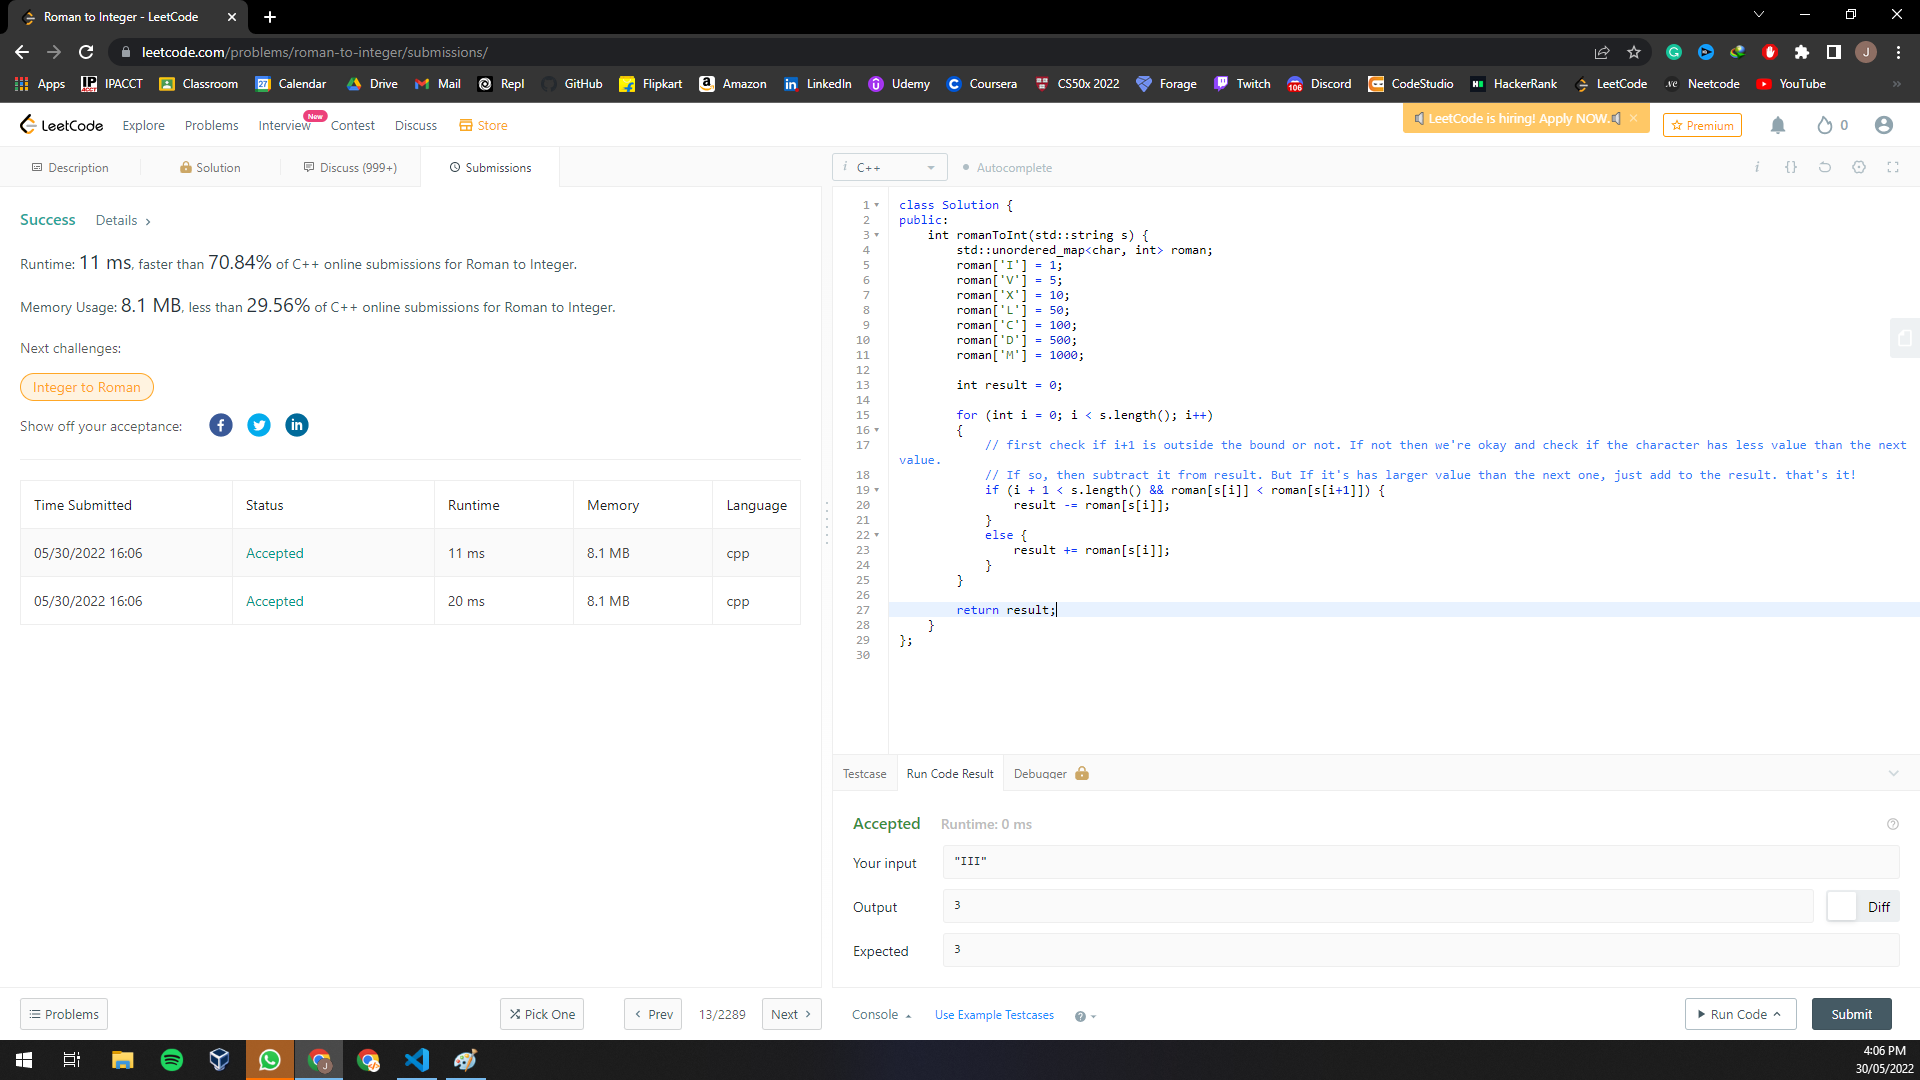 Roman to Integer - LeetCode
leetcode.com/problems/roman-to-integer/submissions/
J
Apps IPACCT Classroom Calendar Drive Mail Repl GitHub Flipkart Amazon LinkedIn Udemy Coursera CS50x 2022 Forage Twitch Discord CodeStudio HackerRank LeetCode Neetcode YouTube
LeetCode Explore Problems Interview New Contest Discuss Store
LeetCode is hiring! Apply NOW. Premium 0
Description Solution Discuss (999+) Submissions
Success Details
Runtime: 11 ms, faster than 70.84% of C++ online submissions for Roman to Integer.
Memory Usage: 8.1 MB, less than 29.56% of C++ online submissions for Roman to Integer.
Next challenges:
Integer to Roman
Show off your acceptance:
Time Submitted Status Runtime Memory Language
05/30/2022 16:06 Accepted 11 ms 8.1 MB cpp
05/30/2022 16:06 Accepted 20 ms 8.1 MB cpp
Problems Pick One Prev 13/2289 Next
i C++ Autocomplete i {}
1 class Solution {
2 public:
3 int romanToInt(std::string s) {
4 std::unordered_map<char, int> roman;
5 roman['I'] = 1;
6 roman['V'] = 5;
7 roman['X'] = 10;
8 roman['L'] = 50;
9 roman['C'] = 100;
10 roman['D'] = 500;
11 roman['M'] = 1000;
12
13 int result = 0;
14
15 for (int i = 0; i < s.length(); i++)
16 {
17 // first check if i+1 is outside the bound or not. If not then we're okay and check if the character has less value than the next
value.
18 // If so, then subtract it from result. But If it's has larger value than the next one, just add to the result. that's it!
19 if (i + 1 < s.length() && roman[s[i]] < roman[s[i+1]]) {
20 result -= roman[s[i]];
21 }
22 else {
23 result += roman[s[i]];
24 }
25 }
26
27 return result;
28 }
29 };
30
Testcase Run Code Result Debugger
Accepted Runtime: 0 ms
Your input "III"
Output 3 Diff
Expected 3
Console Use Example Testcases Run Code Submit
4:06 PM
30/05/2022